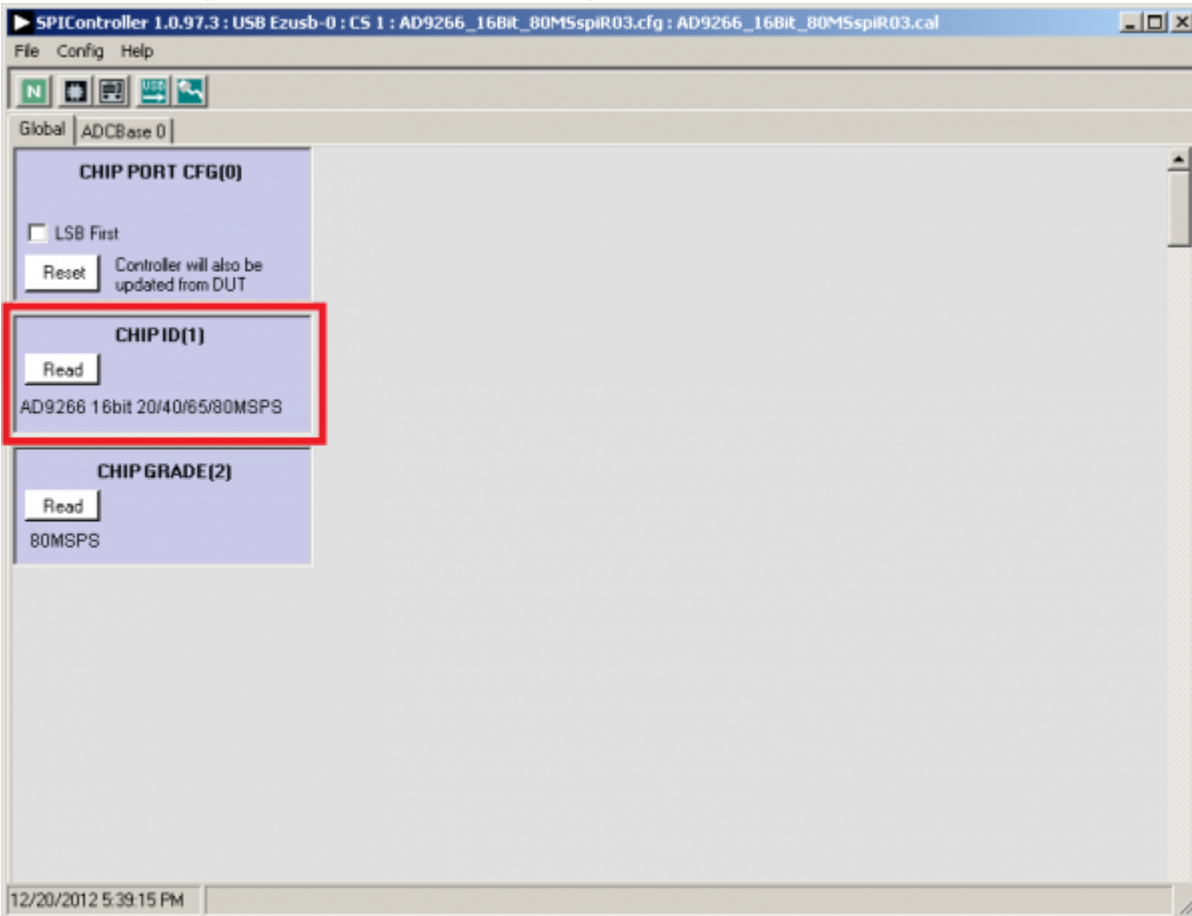 SPIController 1.0.97.3 : USB Ezusb-0 : CS 1 : AD9266_16Bit_80MSspiR03.cfg : AD9266_16Bit_80MSspiR03.cal
File Config Help
N USB
Global ADCBase 0
CHIP PORT CFG(0)
LSB First
Reset Controller will also be
updated from DUT
CHIP ID(1)
Read
AD9266 16bit 20/40/65/80MSPS
CHIP GRADE(2)
Read
80MSPS
12/20/2012 5:39:15 PM